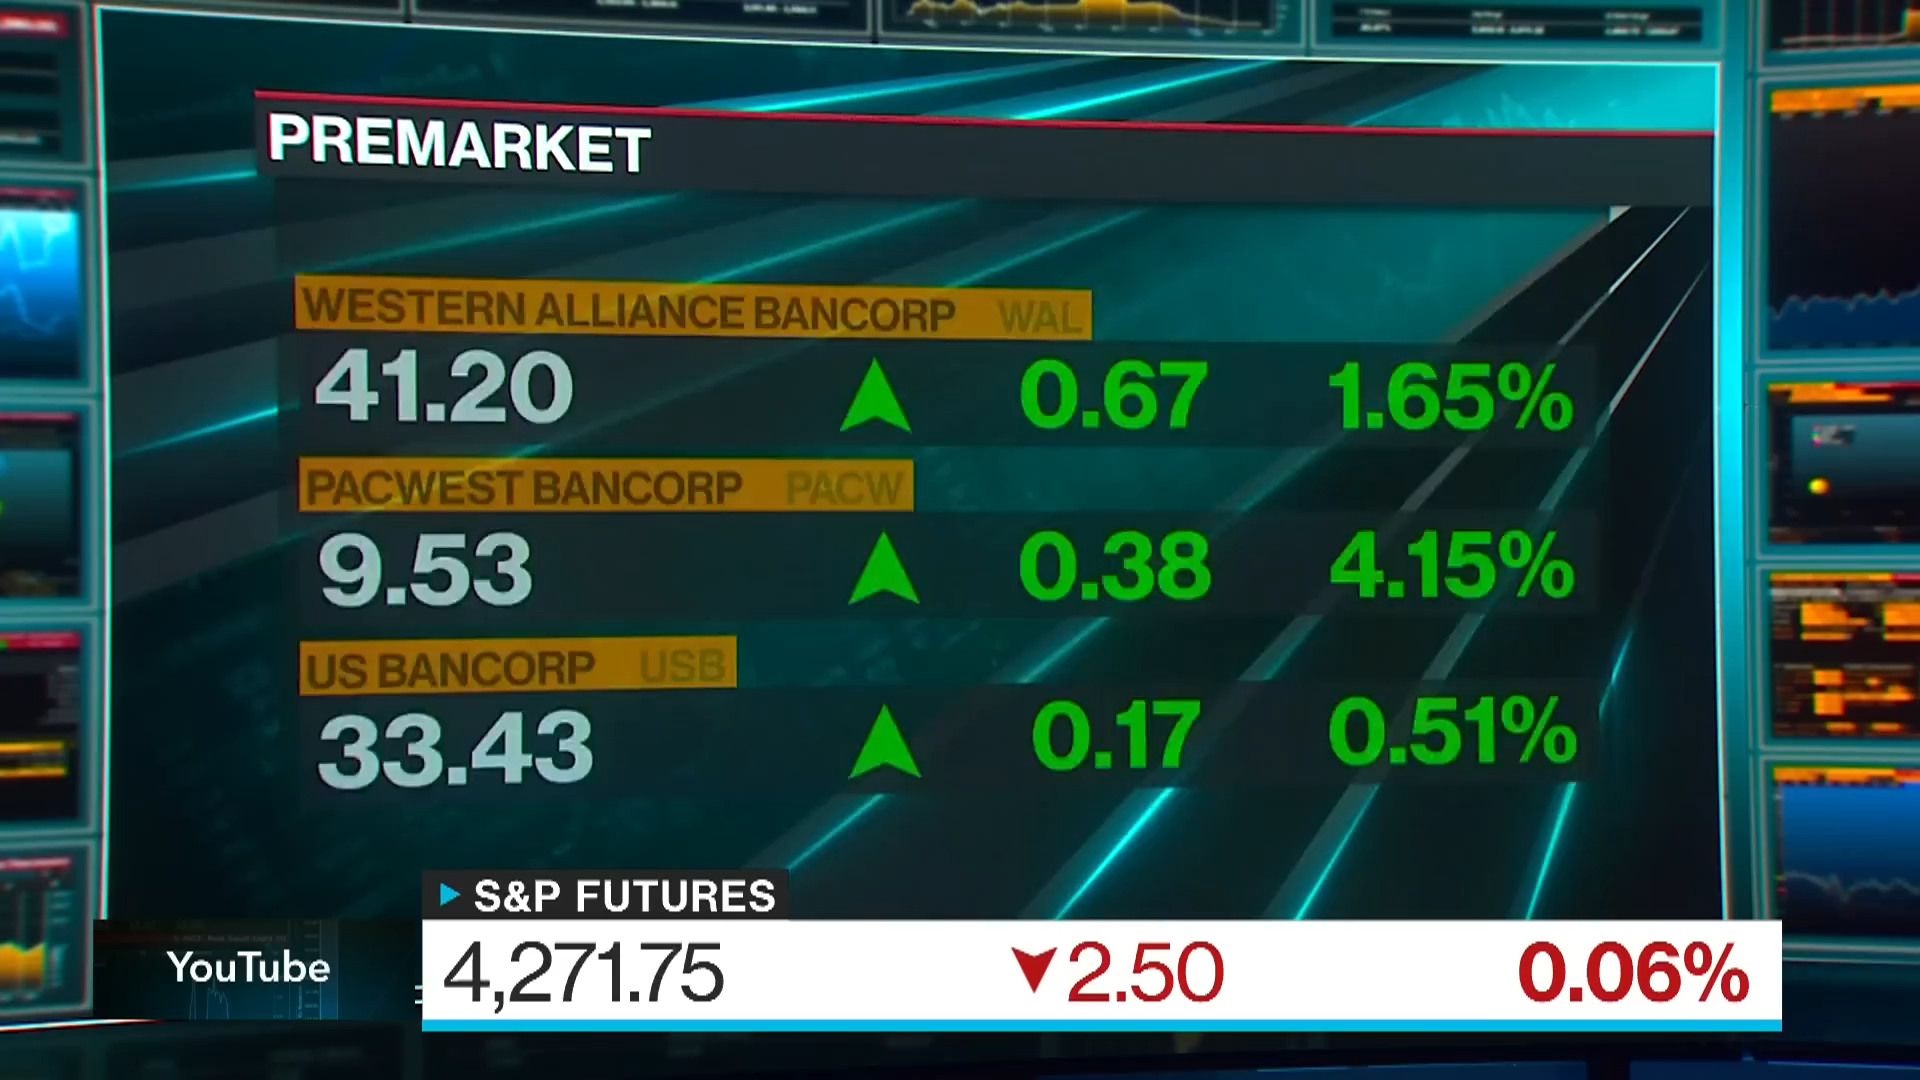 PREMARKET
WESTERN ALLIANCE BANCORP WAL
41.20 0.67 1.65%
PACWEST BANCORP PACW
9.53 0.38 4.15%
US BANCORP USB
33.43 0.17 0.51%
S&P FUTURES
YouTube 4,271.75 2.50 0.06%